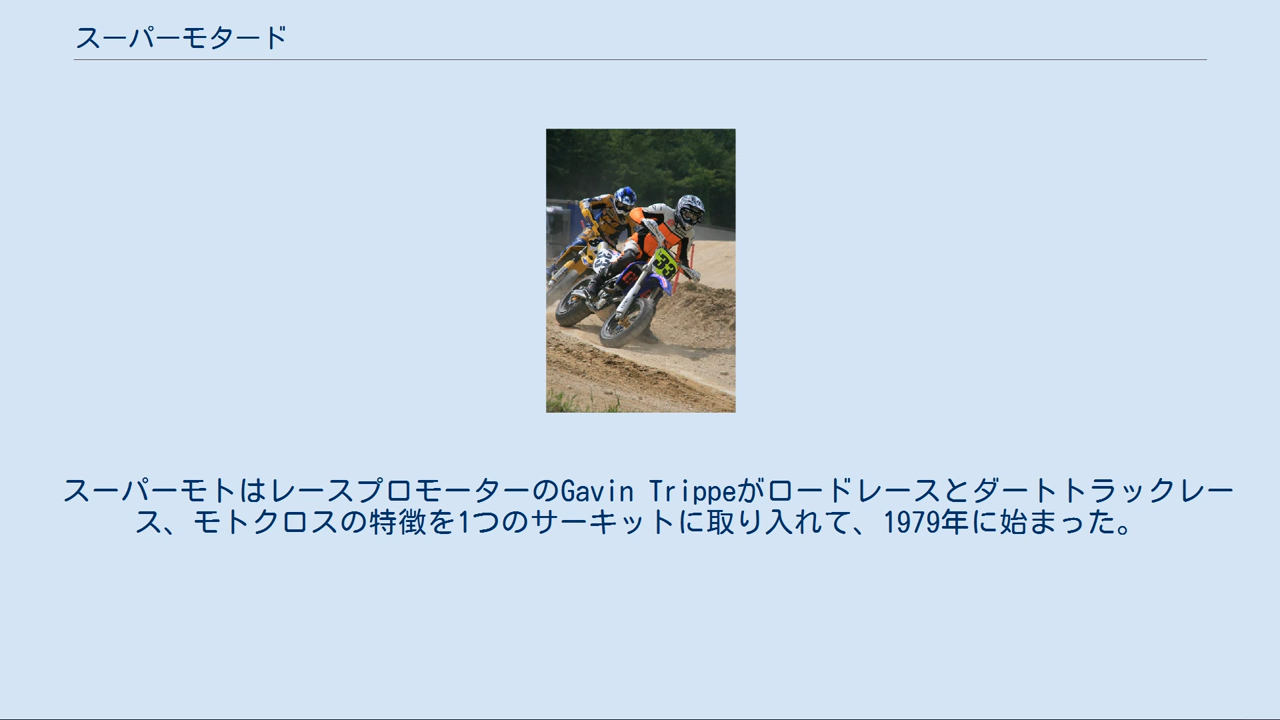 スーパーモタード
33
スーパーモトはレースプロモーターのGavin Trippeがロードレースとダートトラックレー
ス、モトクロスの特徴を1つのサーキットに取り入れて、1979年に始まった。